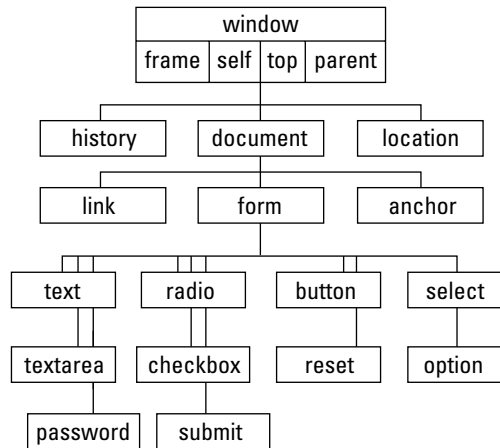 window
frame self top parent
history document location
link form anchor
text radio button select
textarea checkbox reset option
password submit